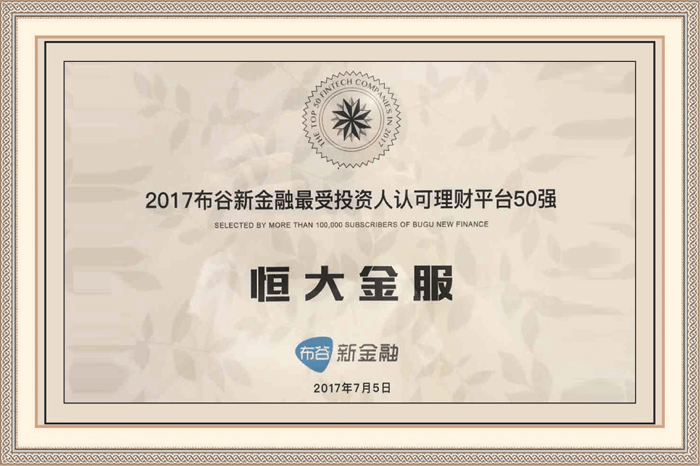 THE TOP 50 FINTECH COMPANIES IN 2017
2017布谷新金融最受投资人认可理财平台50强
SELECTED BY MORE THAN 100,000 SUBSCRIBERS OF BUGU NEW FINANCE
恒大金服
布谷 新金融
2017年7月5日